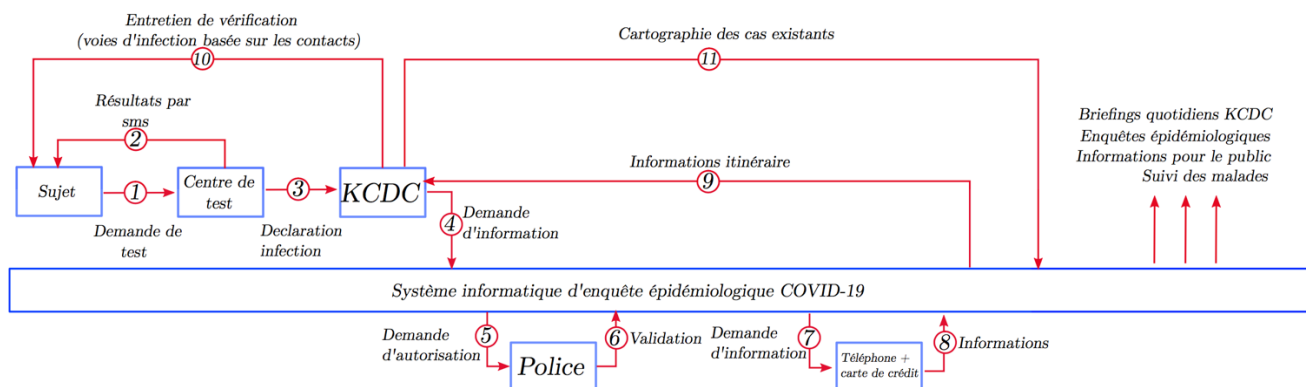 Entretien de vérification
(voies d'infection basée sur les contacts)
10
Cartographie des cas existants
11
Résultats par
sms
2
Briefings quotidiens KCDC
Enquêtes épidémiologiques
Informations pour le public
Suivi des malades
Informations itinéraire
9
Sujet
1
Centre de
test
3
KCDC
Demande de
test
Declaration
infection
4
Demande
d'information
Système informatique d'enquête épidémiologique COVID-19
Demande
d'autorisation
5
Police
6
Validation
Demande
d'information
7
Téléphone +
carte de crédit
8
Informations